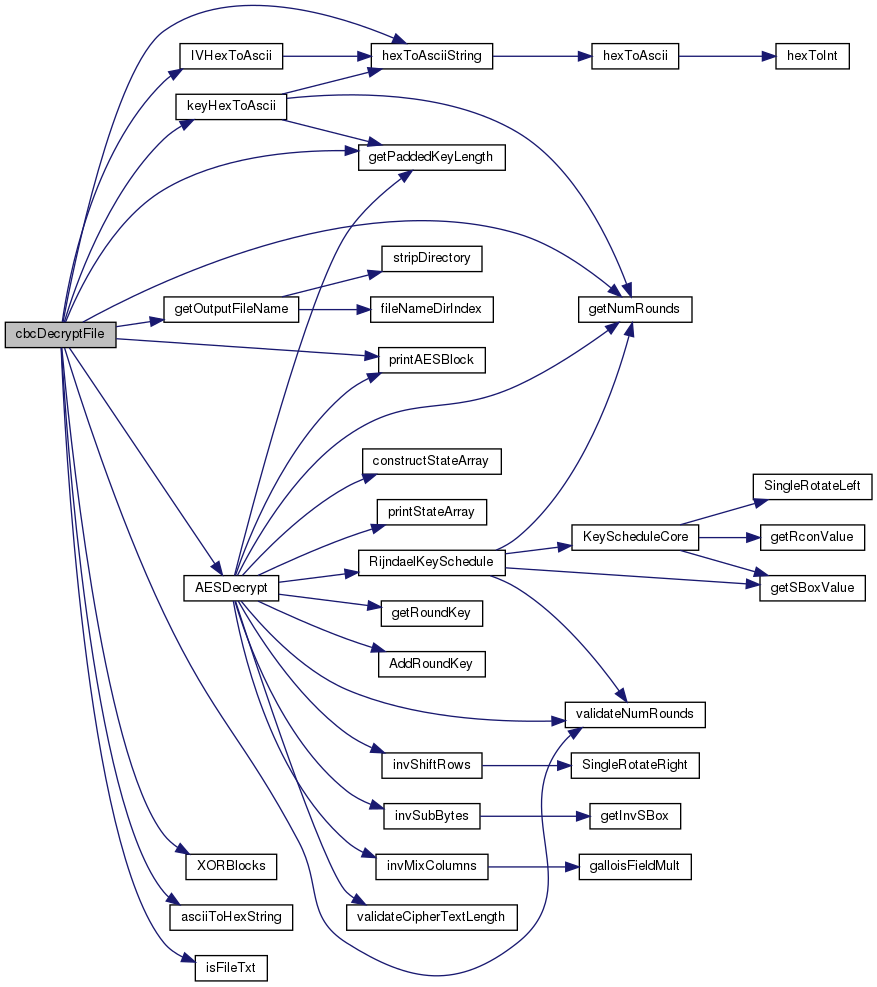 IVHexToAscii
hexToAsciiString
hexToAscii
hexToInt
keyHexToAscii
getPaddedKeyLength
stripDirectory
getOutputFileName
fileNameDirIndex
getNumRounds
cbcDecryptFile
printAESBlock
constructStateArray
SingleRotateLeft
printStateArray
KeyScheduleCore
getRconValue
RijndaelKeySchedule
AESDecrypt
getSBoxValue
getRoundKey
AddRoundKey
validateNumRounds
invShiftRows
SingleRotateRight
invSubBytes
getInvSBox
XORBlocks
invMixColumns
galloisFieldMult
asciiToHexString
validateCipherTextLength
isFileTxt